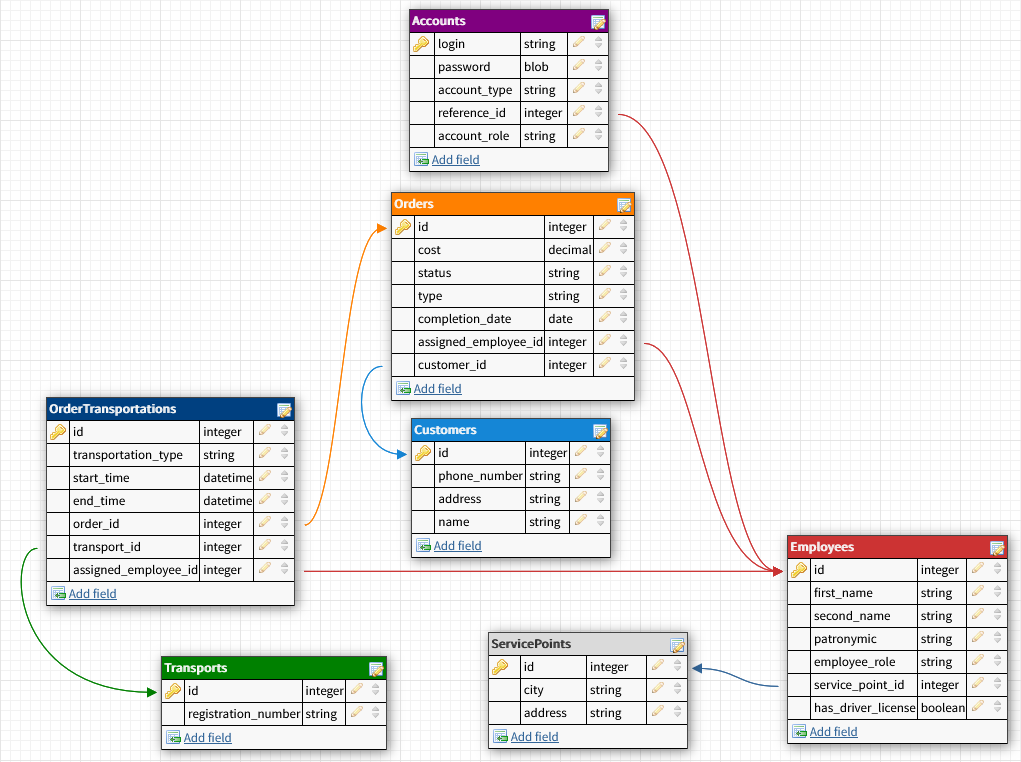 Accounts
login string
password blob
account_type string
reference_id integer
account_role string
Add field
Orders
id integer
cost decimal
status string
type string
completion_date date
assigned_employee_id integer
customer_id integer
Add field
OrderTransportations
id integer
transportation_type string
start_time datetime
end_time datetime
order_id integer
transport_id integer
assigned_employee_id integer
Add field
Customers
id integer
phone_number string
address string
name string
Add field
Employees
id integer
first_name string
second_name string
patronymic string
employee_role string
service_point_id integer
has_driver_license boolean
Add field
ServicePoints
id integer
city string
address string
Add field
Transports
id integer
registration_number string
Add field